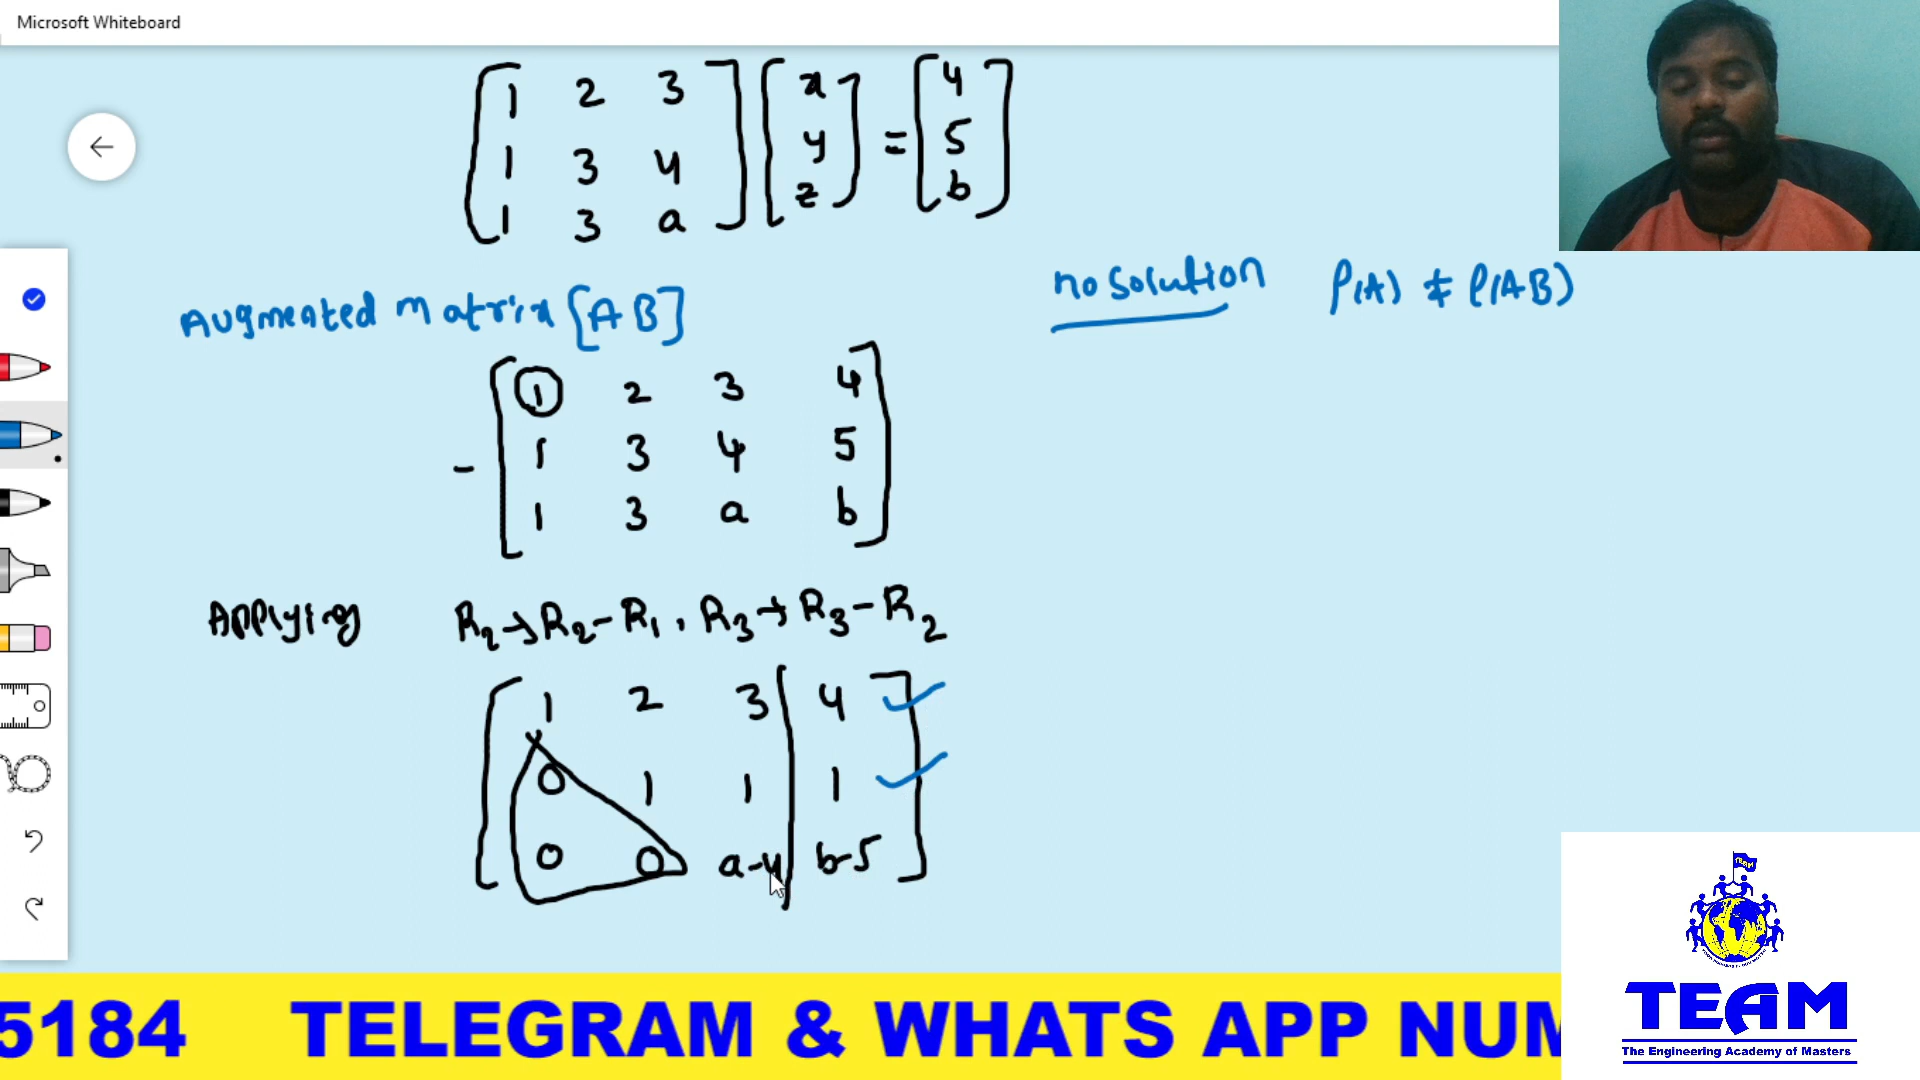 Microsoft Whiteboard
[1 2 3] [x] = [4]
[1 3 4] [y] = [5]
[1 3 a] [z] = [b]
Augmented Matrix [AB]
no solution ρ(A) ≠ ρ(AB)
1 2 3 4
- 1 3 4 5
1 3 a b
Applying R2→R2-R1, R3→R3-R2
1 2 3 | 4
0 1 1 | 1
0 0 a-4 | b-5
5184 TELEGRAM & WHATS APP NUM
TEAM
TEAM
The Engineering Academy of Masters